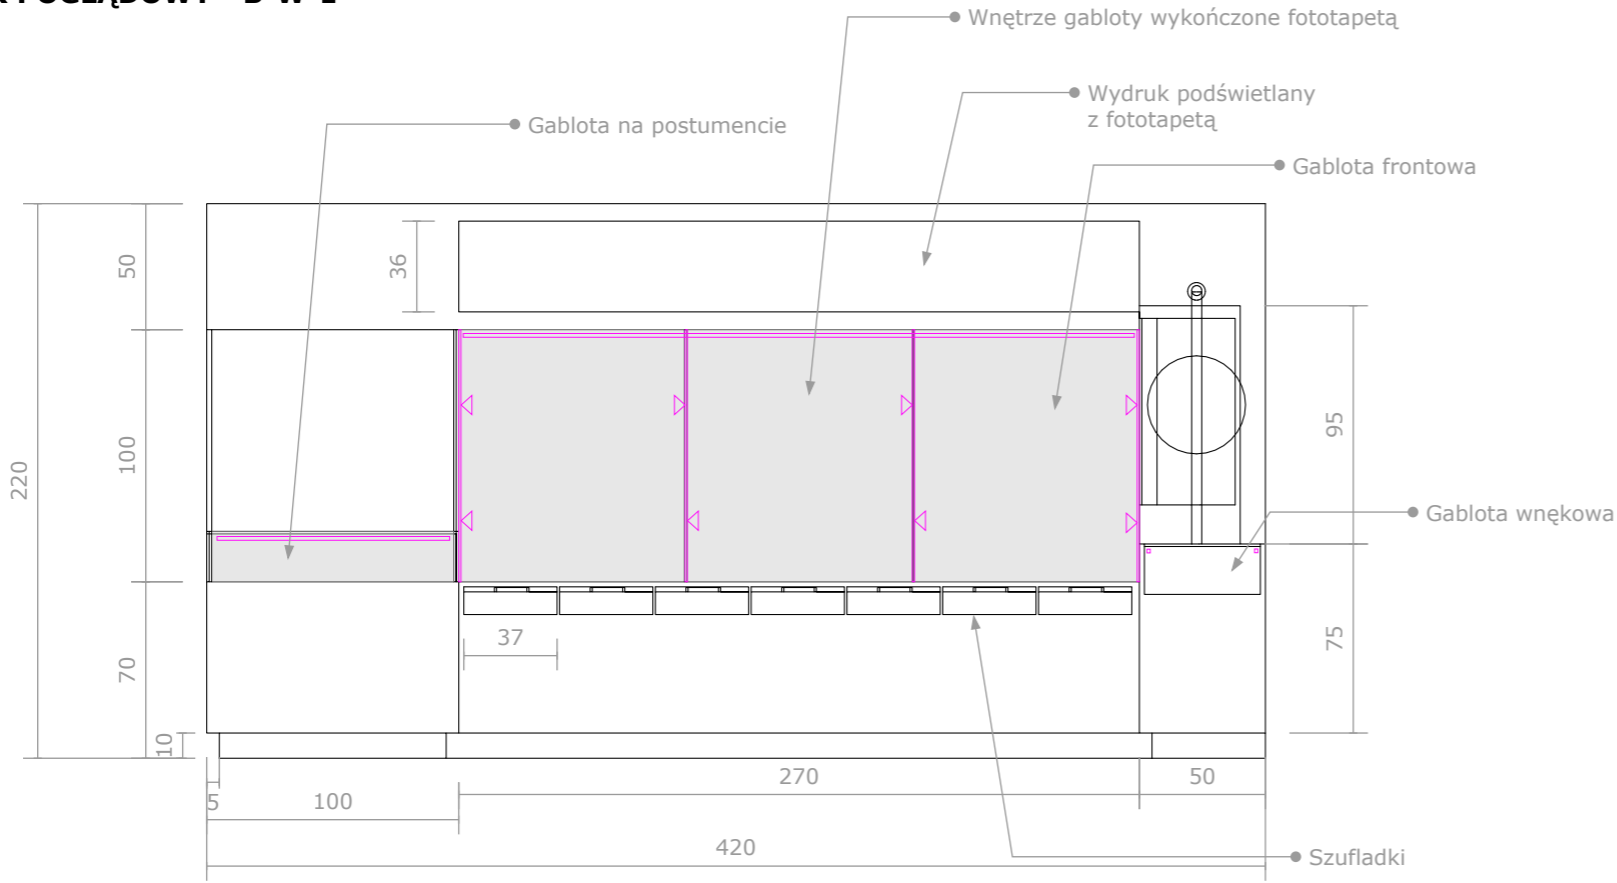 Wnętrze gabloty wykończone fototapetą
Wydruk podświetlany
z fototapetą
Gablota na postumencie
Gablota frontowa
50
36
95
100
220
Gablota wnękowa
37
75
70
10
270
50
5
100
420
Szufladki